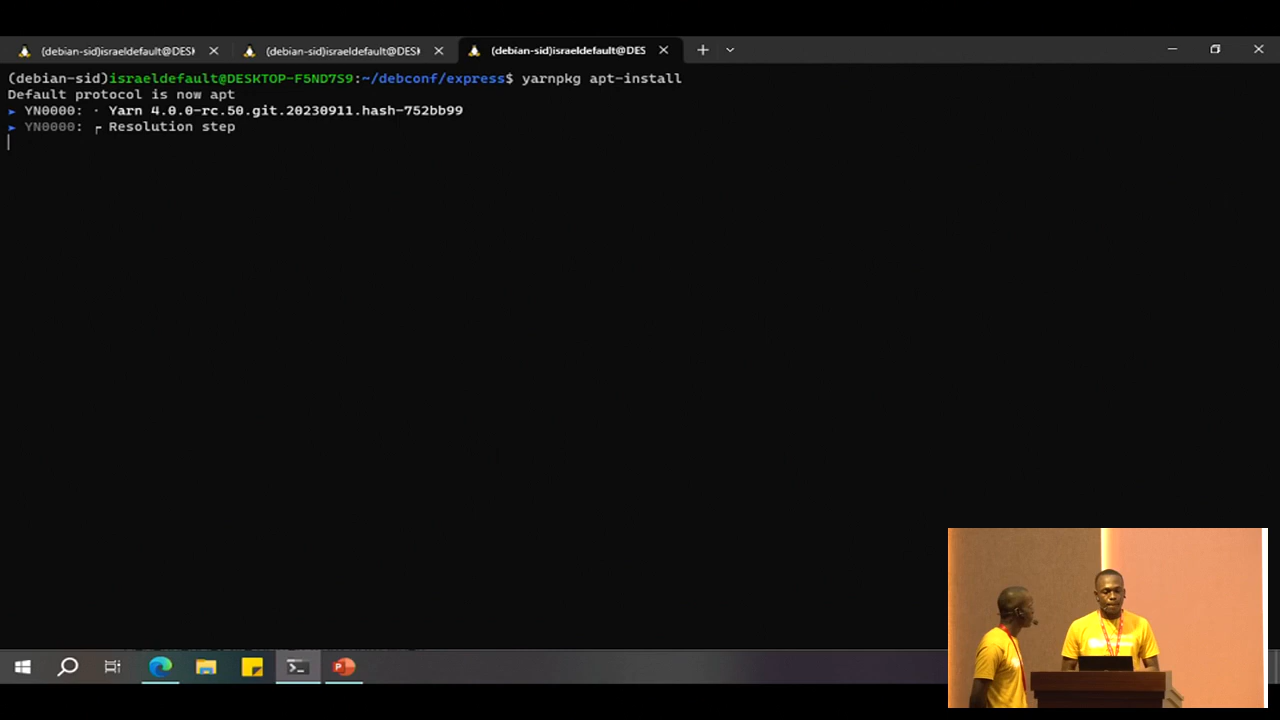 (debian-sid)israeldefault@DESK
(debian-sid)israeldefault@DESK
(debian-sid)israeldefault@DES
(debian-sid)israeldefault@DESKTOP-F5ND7S9:~/debconf/express$ yarnpkg apt-install
Default protocol is now apt
➤ YN0000: · Yarn 4.0.0-rc.50.git.20230911.hash-752bb99
➤ YN0000: ┌ Resolution step